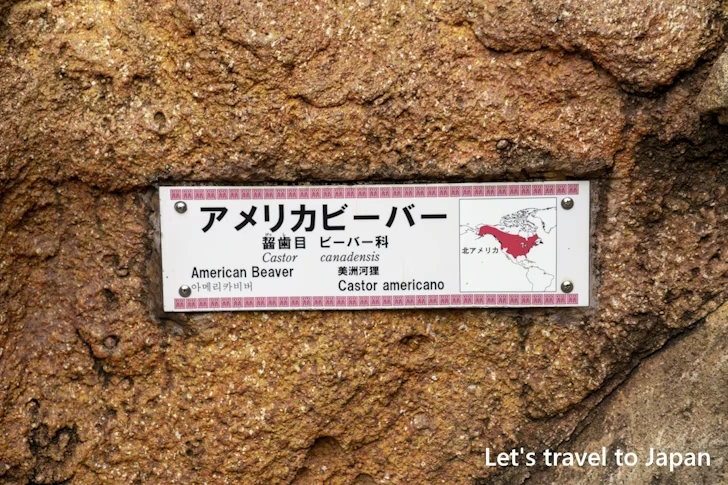 アメリカビーバー
齧歯目 ビーバー科
Castor canadensis
American Beaver
美洲河狸
아메리카비버
Castor americano
北アメリカ
Let's travel to Japan